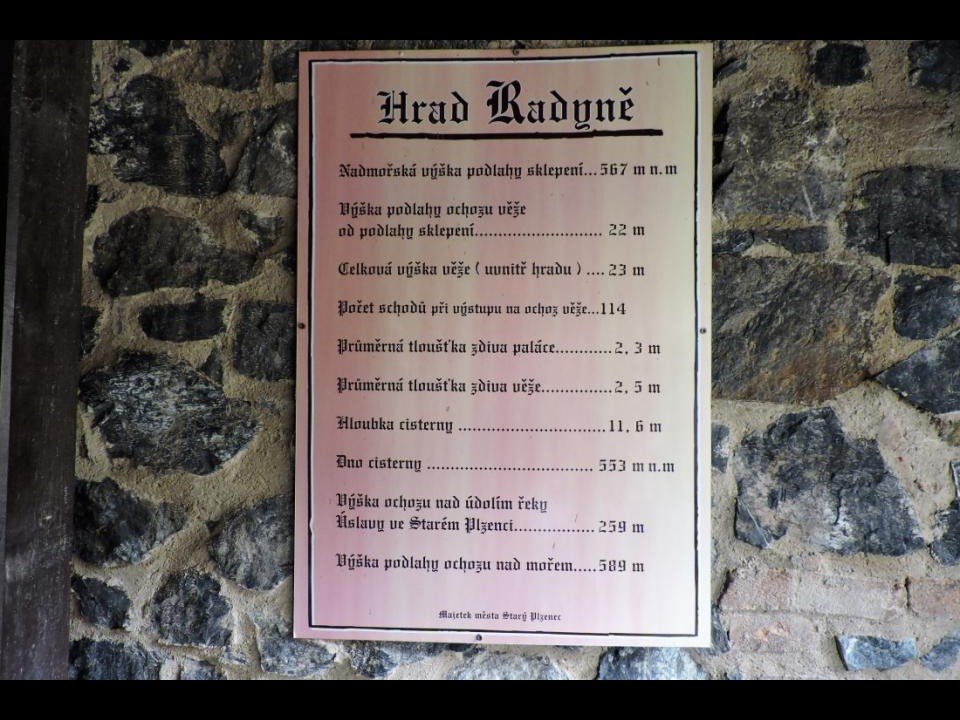 Hrad Radyně
Nadmořská výška podlahy sklepení...567 m n.m
Výška podlahy ochozu věže
od podlahy sklepení............................ 22 m
Celková výška věže ( uvnitř hradu ) .... 23 m
Počet schodů při výstupu na ochoz věže...114
Průměrná tloušťka zdiva paláce............2, 3 m
Průměrná tloušťka zdiva věže...............2, 5 m
Hloubka cisterny ................................11, 6 m
Dno cisterny .............................. 553 m n.m
Výška ochozu nad údolím řeky
Úslavy ve Starém Plzenci................ 259 m
Výška podlahy ochozu nad mořem.....589 m
Majetek města Starý Plzenec